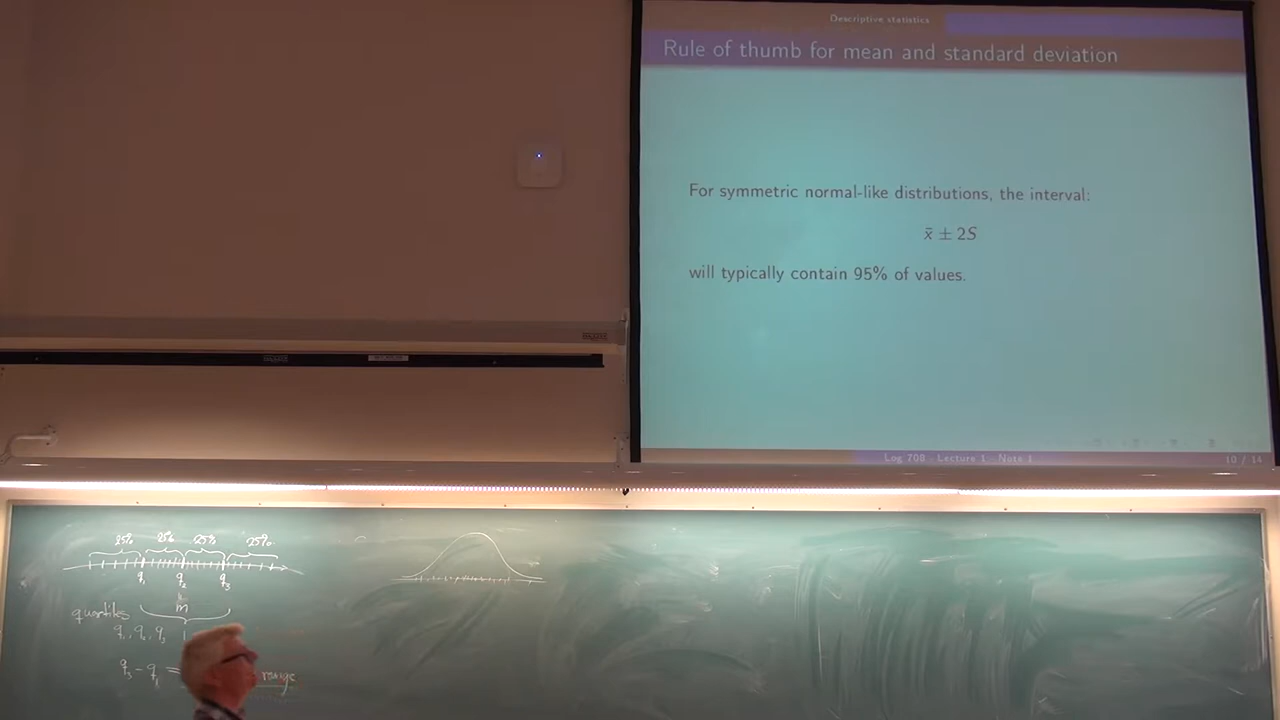 Descriptive statistics
Rule of thumb for mean and standard deviation
For symmetric normal-like distributions, the interval:
x̄ ± 2S
will typically contain 95% of values.
Log 708 - Lecture 1 - Note 1
10 / 14
25% 25% 25% 25%
q₁ q₂ q₃
m
quartiles
q₁, q₂, q₃
q₃ - q₁ =
range